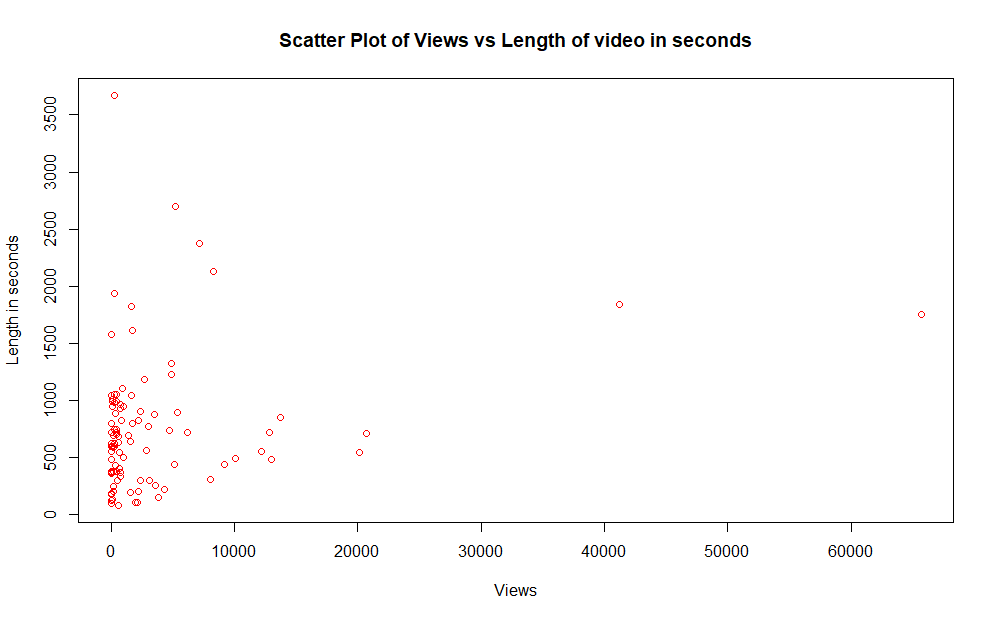 Scatter Plot of Views vs Length of video in seconds
3500
3000
2500
2000
1500
1000
500
0
Length in seconds
0 10000 20000 30000 40000 50000 60000
Views